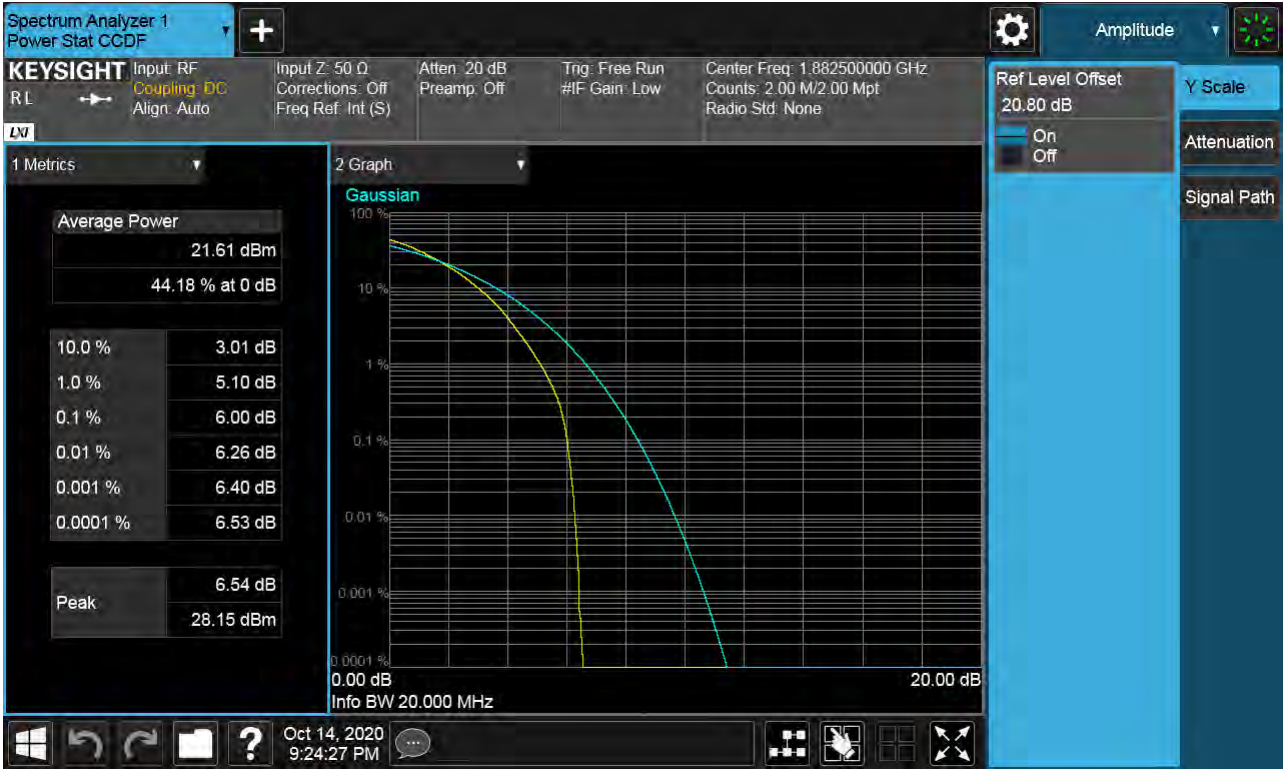 Spectrum Analyzer 1
Power Stat CCDF
+
Amplitude
KEYSIGHT
R L
LXI
Input: RF
Coupling: DC
Align: Auto
Input Z: 50 Ω
Corrections: Off
Freq Ref: Int (S)
Atten: 20 dB
Preamp: Off
Trig: Free Run
#IF Gain: Low
Center Freq: 1.882500000 GHz
Counts: 2.00 M/2.00 Mpt
Radio Std: None
Ref Level Offset
20.80 dB
On
Off
Y Scale
Attenuation
Signal Path
1 Metrics
Average Power
21.61 dBm
44.18 % at 0 dB
10.0 % 3.01 dB
1.0 % 5.10 dB
0.1 % 6.00 dB
0.01 % 6.26 dB
0.001 % 6.40 dB
0.0001 % 6.53 dB
Peak 6.54 dB
28.15 dBm
2 Graph
Gaussian
100 %
10 %
1 %
0.1 %
0.01 %
0.001 %
0.0001 %
0.00 dB 20.00 dB
Info BW 20.000 MHz
?
Oct 14, 2020
9:24:27 PM